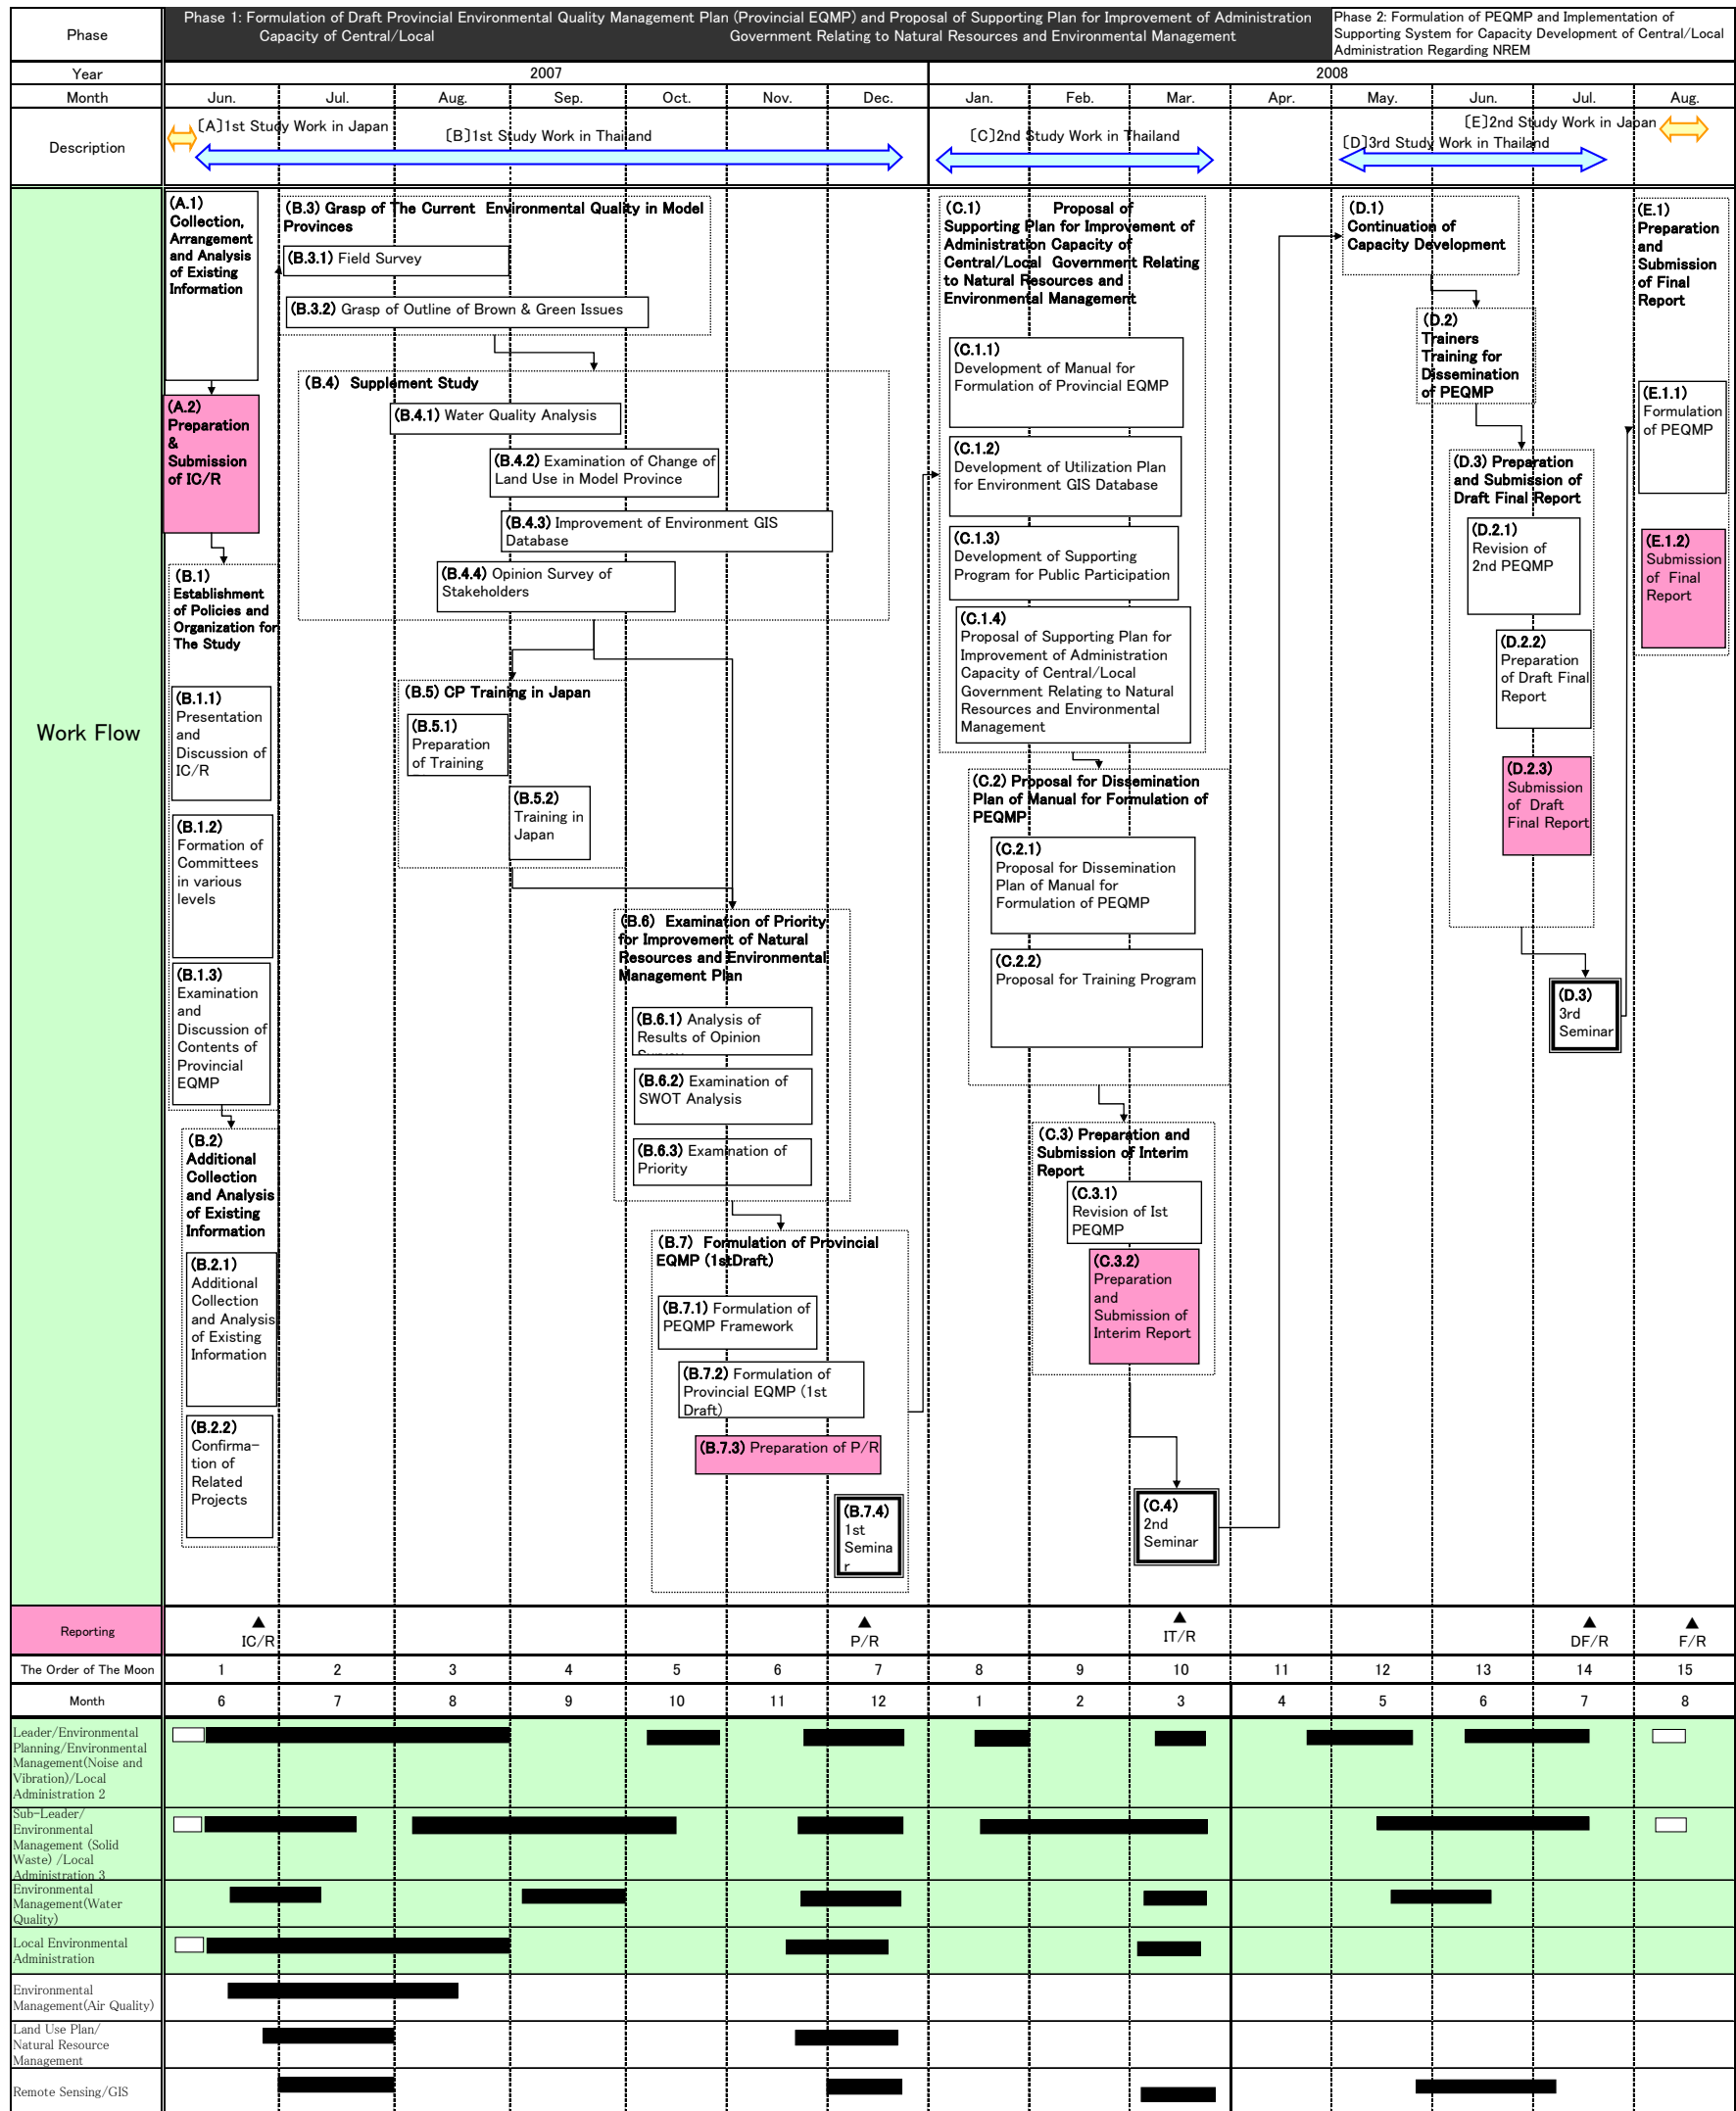 Phase
Phase 1: Formulation of Draft Provincial Environmental Quality Management Plan (Provincial EQMP) and Proposal of Supporting Plan for Improvement of Administration
Capacity of Central/Local Government Relating to Natural Resources and Environmental Management
Phase 2: Formulation of PEQMP and Implementation of
Supporting System for Capacity Development of Central/Local
Administration Regarding NREM
Year
2007
2008
Month
Jun.
Jul.
Aug.
Sep.
Oct.
Nov.
Dec.
Jan.
Feb.
Mar.
Apr.
May.
Jun.
Jul.
Aug.
Description
〔A〕1st Study Work in Japan
〔B〕1st Study Work in Thailand
〔C〕2nd Study Work in Thailand
〔E〕2nd Study Work in Japan
〔D〕3rd Study Work in Thailand
Work Flow
(A.1)
Collection,
Arrangement
and Analysis
of Existing
Information
(A.2)
Preparation
&
Submission
of IC/R
(B.1)
Establishment
of Policies and
Organization for
The Study
(B.1.1)
Presentation
and
Discussion of
IC/R
(B.1.2)
Formation of
Committees
in various
levels
(B.1.3)
Examination
and
Discussion of
Contents of
Provincial
EQMP
(B.2)
Additional
Collection
and Analysis
of Existing
Information
(B.2.1)
Additional
Collection
and Analysis
of Existing
Information
(B.2.2)
Confirma-
tion of
Related
Projects
(B.3) Grasp of The Current Environmental Quality in Model
Provinces
(B.3.1) Field Survey
(B.3.2) Grasp of Outline of Brown & Green Issues
(B.4) Supplement Study
(B.4.1) Water Quality Analysis
(B.4.2) Examination of Change of
Land Use in Model Province
(B.4.3) Improvement of Environment GIS
Database
(B.4.4) Opinion Survey of
Stakeholders
(B.5) CP Training in Japan
(B.5.1)
Preparation
of Training
(B.5.2)
Training in
Japan
(B.6) Examination of Priority
for Improvement of Natural
Resources and Environmental
Management Plan
(B.6.1) Analysis of
Results of Opinion
(B.6.2) Examination of
SWOT Analysis
(B.6.3) Examination of
Priority
(B.7) Formulation of Provincial
EQMP (1stDraft)
(B.7.1) Formulation of
PEQMP Framework
(B.7.2) Formulation of
Provincial EQMP (1st
Draft)
(B.7.3) Preparation of P/R
(B.7.4)
1st
Semina
r
(C.1) Proposal of
Supporting Plan for Improvement of
Administration Capacity of
Central/Local Government Relating
to Natural Resources and
Environmental Management
(C.1.1)
Development of Manual for
Formulation of Provincial EQMP
(C.1.2)
Development of Utilization Plan
for Environment GIS Database
(C.1.3)
Development of Supporting
Program for Public Participation
(C.1.4)
Proposal of Supporting Plan for
Improvement of Administration
Capacity of Central/Local
Government Relating to Natural
Resources and Environmental
Management
(C.2) Proposal for Dissemination
Plan of Manual for Formulation of
PEQMP
(C.2.1)
Proposal for Dissemination
Plan of Manual for
Formulation of PEQMP
(C.2.2)
Proposal for Training Program
(C.3) Preparation and
Submission of Interim
Report
(C.3.1)
Revision of Ist
PEQMP
(C.3.2)
Preparation
and
Submission of
Interim Report
(C.4)
2nd
Seminar
(D.1)
Continuation of
Capacity Development
(D.2)
Trainers
Training for
Dissemination
of PEQMP
(D.3) Preparation
and Submission of
Draft Final Report
(D.2.1)
Revision of
2nd PEQMP
(D.2.2)
Preparation
of Draft Final
Report
(D.2.3)
Submission
of Draft
Final Report
(D.3)
3rd
Seminar
(E.1)
Preparation
and
Submission
of Final
Report
(E.1.1)
Formulation
of PEQMP
(E.1.2)
Submission
of Final
Report
Reporting
▲ ▲ ▲ ▲ ▲
IC/R P/R IT/R DF/R F/R
The Order of The Moon 1 2 3 4 5 6 7 8 9 10 11 12 13 14 15
Month 6 7 8 9 10 11 12 1 2 3 4 5 6 7 8
Leader/Environmental
Planning/Environmental
Management(Noise and
Vibration)/Local
Administration 2
Sub-Leader/
Environmental
Management (Solid
Waste) /Local
Administration 3
Environmental
Management(Water
Quality)
Local Environmental
Administration
Environmental
Management(Air Quality)
Land Use Plan/
Natural Resource
Management
Remote Sensing/GIS